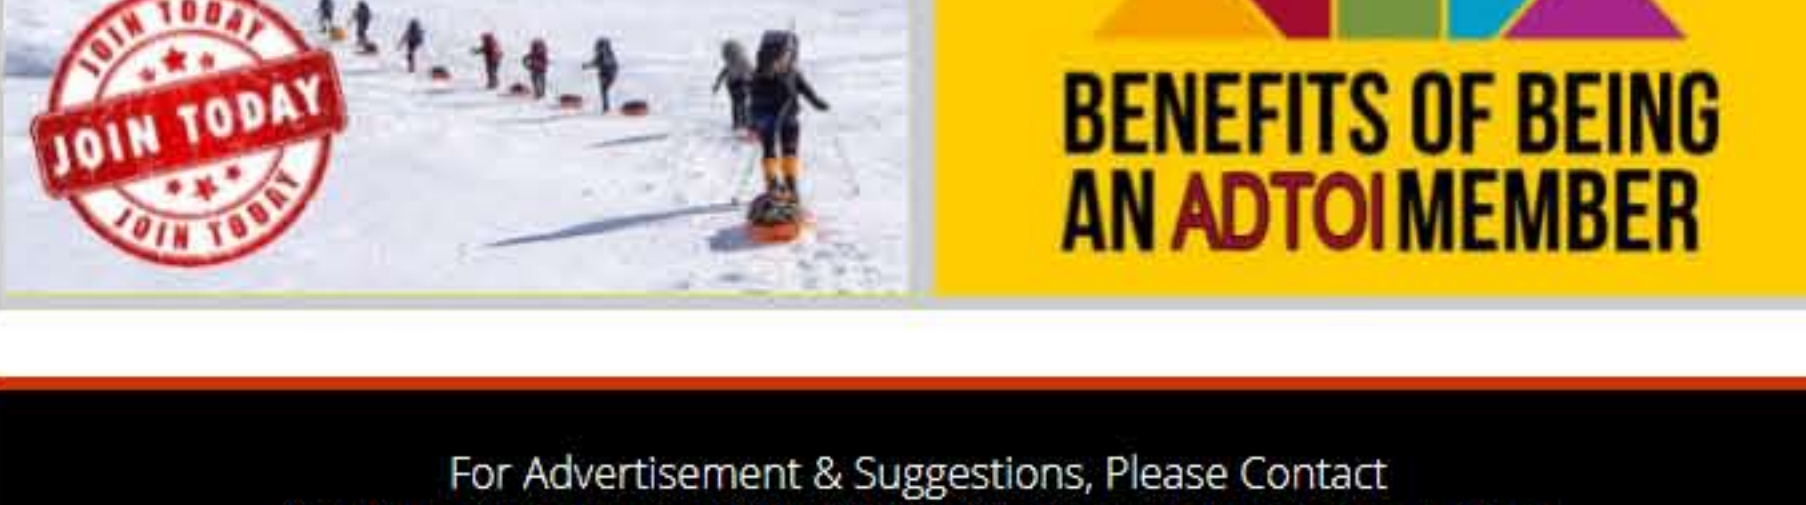 JOIN TODAY
JOIN TODAY
JOIN TODAY
BENEFITS OF BEING
AN ADTOI MEMBER
For Advertisement & Suggestions, Please Contact